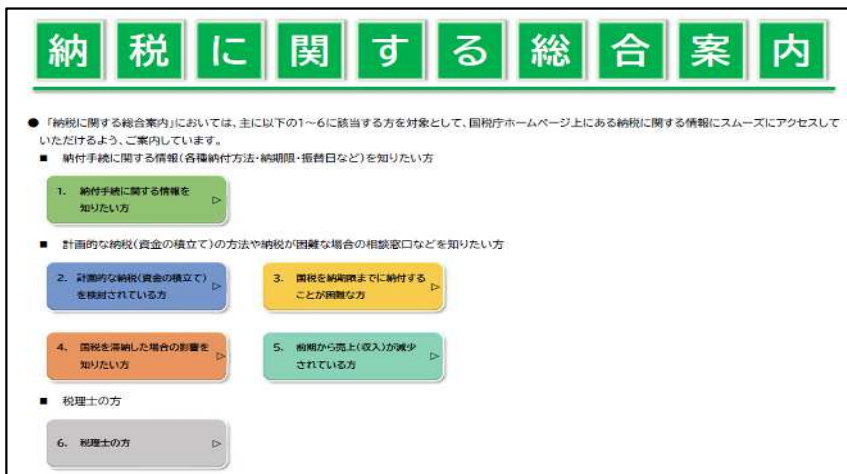 納税に関する総合案内
● 「納税に関する総合案内」においては、主に以下の1～6に該当する方を対象として、国税庁ホームページ上にある納税に関する情報にスムーズにアクセスして
いただけるよう、ご案内しています。
■ 納付手続に関する情報(各種納付方法・納期限・振替日など)を知りたい方
1. 納付手続に関する情報を
知りたい方 ▷
■ 計画的な納税(資金の積立て)の方法や納税が困難な場合の相談窓口などを知りたい方
2. 計画的な納税(資金の積立て)
を検討されている方 ▷
3. 国税を納期限までに納付する
ことが困難な方 ▷
4. 国税を滞納した場合の影響を
知りたい方 ▷
5. 前期から売上(収入)が減少
されている方 ▷
■ 税理士の方
6. 税理士の方 ▷